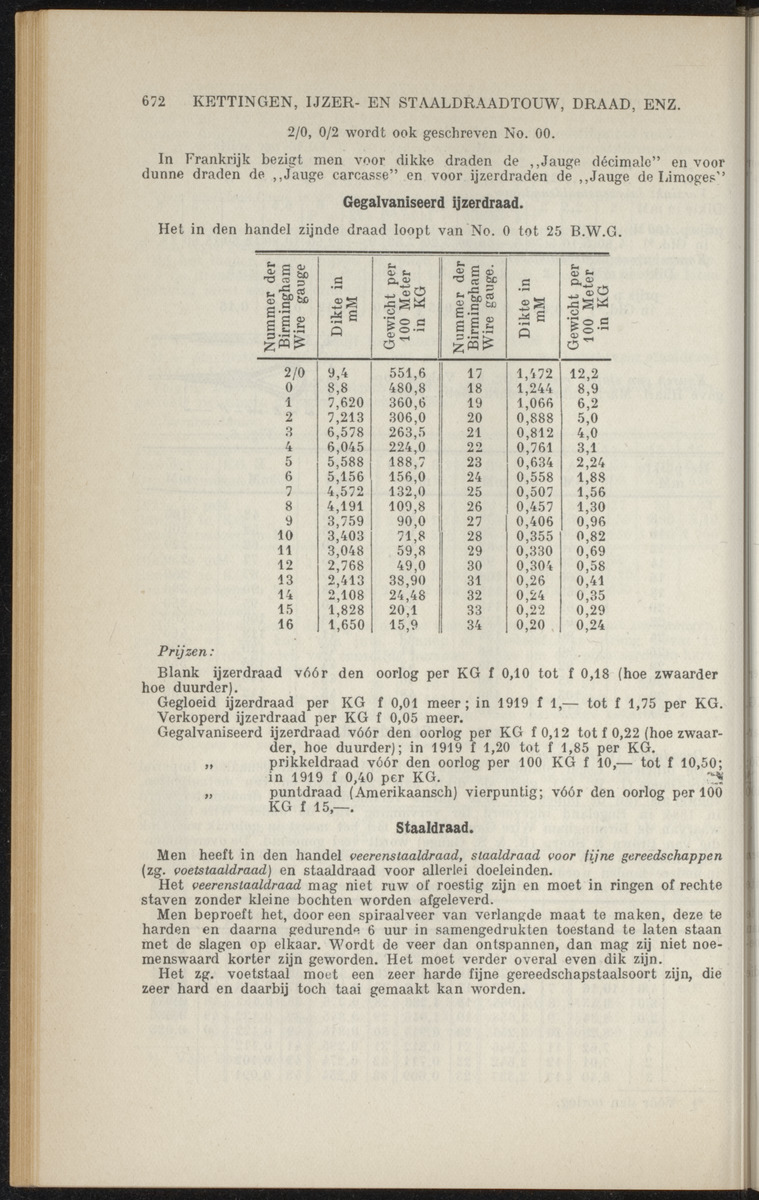 672 KETTINGEN, IJZER- EN STAALDRAADTOUW, DRAAD, ENZ.
2/0, 0/2 wordt ook geschreven No. 00.
In Frankrijk bezigt men voor dikke draden de ,,Jauge décimale" en voor
dunne draden de ,,Jauge carcasse" en voor ijzerdraden de ,,Jauge de Limoges"
Gegalvaniseerd ijzerdraad.
Het in den handel zijnde draad loopt van No. 0 tot 25 B.W.G.
Nummer der Birmingham Wire gauge | Dikte in mM | Gewicht per 100 Meter in KG | Nummer der Birmingham Wire gauge. | Dikte in mM | Gewicht per 100 Meter in KG
2/0 | 9,4 | 551,6 | 17 | 1,472 | 12,2
0 | 8,8 | 480,8 | 18 | 1,244 | 8,9
1 | 7,620 | 360,6 | 19 | 1,066 | 6,2
2 | 7,213 | 306,0 | 20 | 0,888 | 5,0
3 | 6,578 | 263,5 | 21 | 0,812 | 4,0
4 | 6,045 | 224,0 | 22 | 0,761 | 3,1
5 | 5,588 | 188,7 | 23 | 0,634 | 2,24
6 | 5,156 | 156,0 | 24 | 0,558 | 1,88
7 | 4,572 | 132,0 | 25 | 0,507 | 1,56
8 | 4,191 | 109,8 | 26 | 0,457 | 1,30
9 | 3,759 | 90,0 | 27 | 0,406 | 0,96
10 | 3,403 | 71,8 | 28 | 0,355 | 0,82
11 | 3,048 | 59,8 | 29 | 0,330 | 0,69
12 | 2,768 | 49,0 | 30 | 0,304 | 0,58
13 | 2,413 | 38,90 | 31 | 0,26 | 0,41
14 | 2,108 | 24,48 | 32 | 0,24 | 0,35
15 | 1,828 | 20,1 | 33 | 0,22 | 0,29
16 | 1,650 | 15,9 | 34 | 0,20 | 0,24
Prijzen:
Blank ijzerdraad vóór den oorlog per KG f 0,10 tot f 0,18 (hoe zwaarder
hoe duurder).
Gegloeid ijzerdraad per KG f 0,01 meer; in 1919 f 1,— tot f 1,75 per KG.
Verkoperd ijzerdraad per KG f 0,05 meer.
Gegalvaniseerd ijzerdraad vóór den oorlog per KG f 0,12 tot f 0,22 (hoe zwaar-
der, hoe duurder); in 1919 f 1,20 tot f 1,85 per KG.
„ prikkeldraad vóór den oorlog per 100 KG f 10,— tot f 10,50;
in 1919 f 0,40 per KG.
„ puntdraad (Amerikaansch) vierpuntig; vóór den oorlog per 100
KG f 15,—.
Staaldraad.
Men heeft in den handel veerenstaaldraad, staaldraad voor fijne gereedschappen
(zg. voetstaaldraad) en staaldraad voor allerlei doeleinden.
Het veerenstaaldraad mag niet ruw of roestig zijn en moet in ringen of rechte
staven zonder kleine bochten worden afgeleverd.
Men beproeft het, door een spiraalveer van verlangde maat te maken, deze te
harden en daarna gedurende 6 uur in samengedrukten toestand te laten staan
met de slagen op elkaar. Wordt de veer dan ontspannen, dan mag zij niet noe-
menswaard korter zijn geworden. Het moet verder overal even dik zijn.
Het zg. voetstaal moet een zeer harde fijne gereedschapstaalsoort zijn, die
zeer hard en daarbij toch taai gemaakt kan worden.